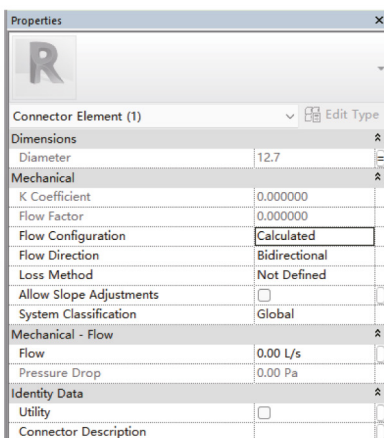 Properties
R
Connector Element (1) Edit Type
Dimensions
Diameter 12.7 =
Mechanical
K Coefficient 0.000000
Flow Factor 0.000000
Flow Configuration Calculated
Flow Direction Bidirectional
Loss Method Not Defined
Allow Slope Adjustments
System Classification Global
Mechanical - Flow
Flow 0.00 L/s
Pressure Drop 0.00 Pa
Identity Data
Utility
Connector Description